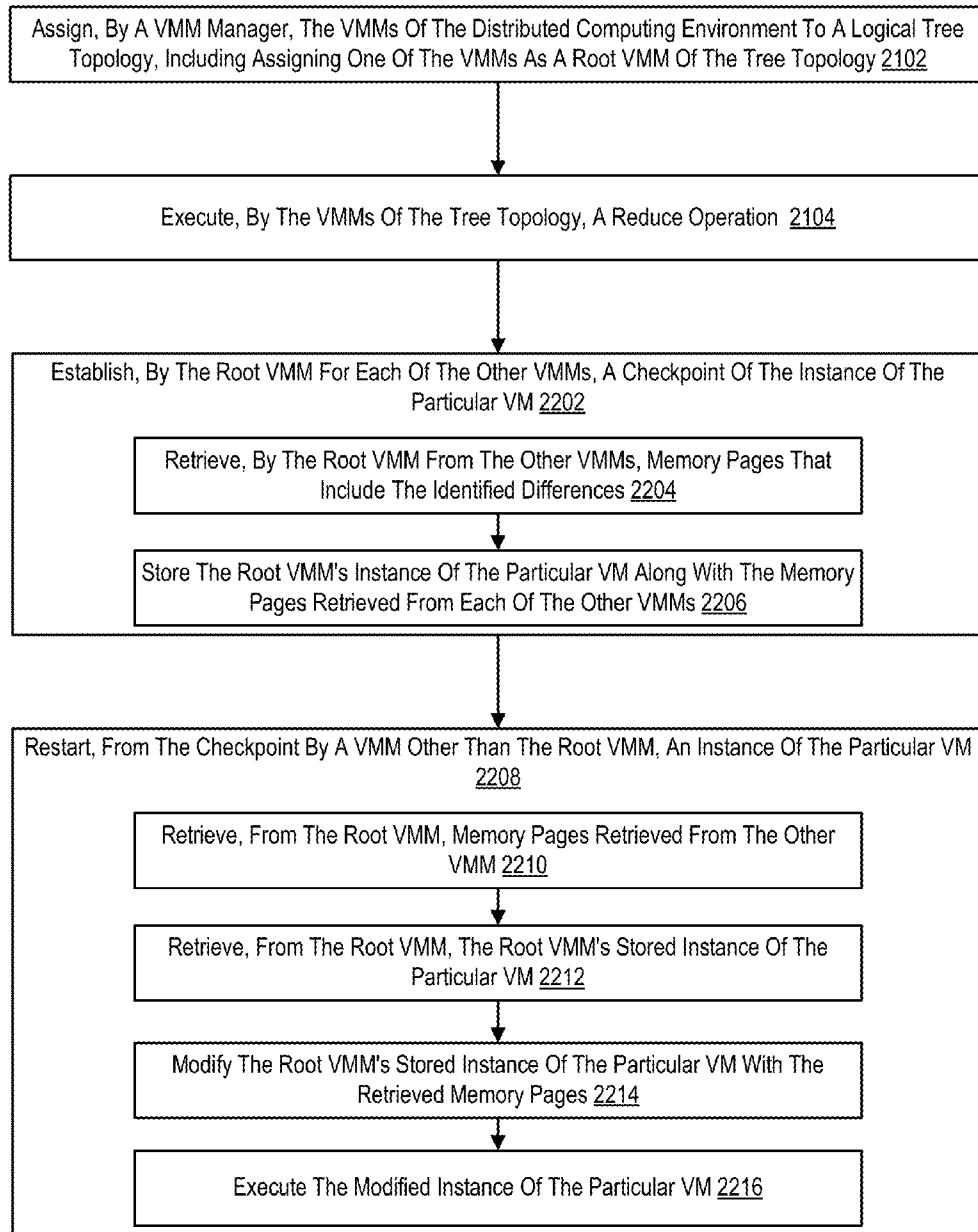 Assign, By A VMM Manager, The VMMs Of The Distributed Computing Environment To A Logical Tree
Topology, Including Assigning One Of The VMMs As A Root VMM Of The Tree Topology 2102
Execute, By The VMMs Of The Tree Topology, A Reduce Operation 2104
Establish, By The Root VMM For Each Of The Other VMMs, A Checkpoint Of The Instance Of The
Particular VM 2202
Retrieve, By The Root VMM From The Other VMMs, Memory Pages That
Include The Identified Differences 2204
Store The Root VMM's Instance Of The Particular VM Along With The Memory
Pages Retrieved From Each Of The Other VMMs 2206
Restart, From The Checkpoint By A VMM Other Than The Root VMM, An Instance Of The Particular VM
2208
Retrieve, From The Root VMM, Memory Pages Retrieved From The Other
VMM 2210
Retrieve, From The Root VMM, The Root VMM's Stored Instance Of The
Particular VM 2212
Modify The Root VMM's Stored Instance Of The Particular VM With The
Retrieved Memory Pages 2214
Execute The Modified Instance Of The Particular VM 2216